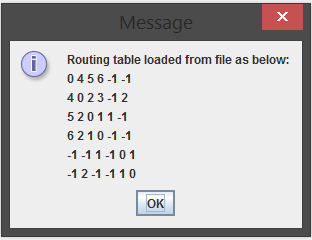 Message
Routing table loaded from file as below:
0 4 5 6 -1 -1
4 0 2 3 -1 2
5 2 0 1 1 -1
6 2 1 0 -1 -1
-1 -1 1 -1 0 1
-1 2 -1 -1 1 0
OK